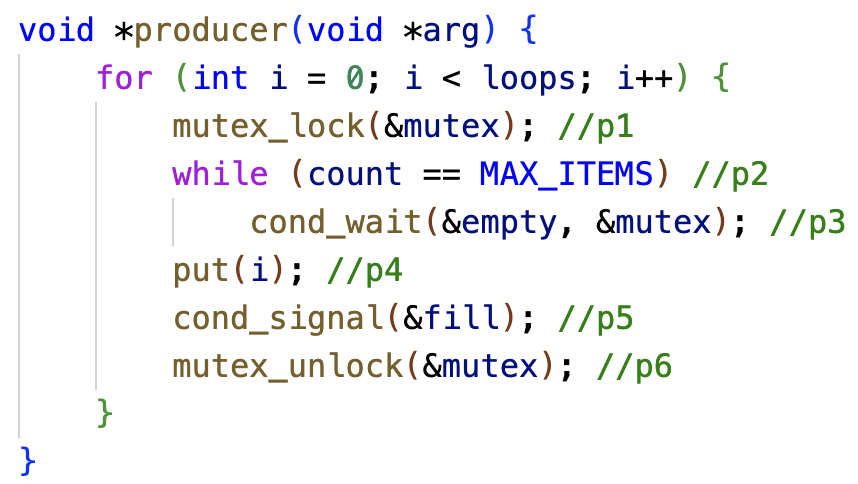 void *producer(void *arg) {
    for (int i = 0; i < loops; i++) {
        mutex_lock(&mutex); //p1
        while (count == MAX_ITEMS) //p2
            cond_wait(&empty, &mutex); //p3
        put(i); //p4
        cond_signal(&fill); //p5
        mutex_unlock(&mutex); //p6
    }
}